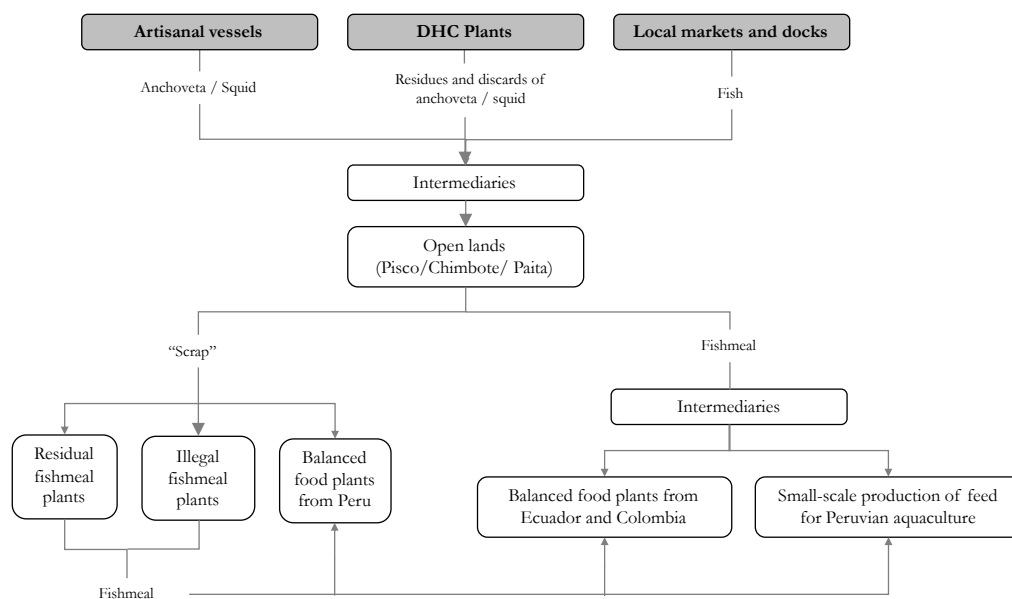 Artisanal vessels
DHC Plants
Local markets and docks
Anchoveta / Squid
Residues and discards of
anchoveta / squid
Fish
Intermediaries
Open lands
(Pisco/Chimbote/ Paita)
“Scrap”
Fishmeal
Intermediaries
Residual
fishmeal
plants
Illegal
fishmeal
plants
Balanced
food plants
from Peru
Balanced food plants from
Ecuador and Colombia
Small-scale production of feed
for Peruvian aquaculture
Fishmeal